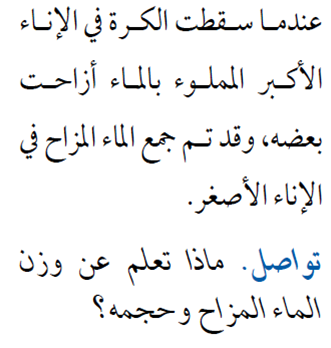 عندما سقطت الكرة في الإناء
الأكبر المملوء بالماء أزاحت
بعضه، وقد تم جمع الماء المزاح في
الإناء الأصغر.
تواصل. ماذا تعلم عن وزن
الماء المزاح وحجمه؟